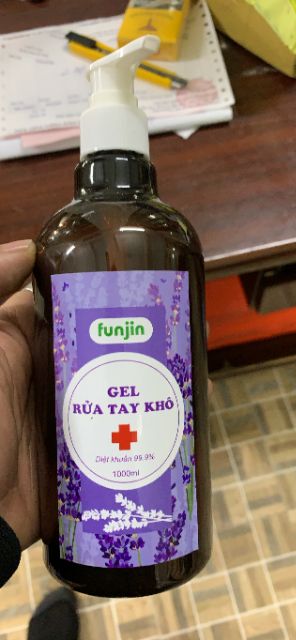 funjin
GEL
RỬA TAY KHÔ
Diệt khuẩn 99.9%
1000ml